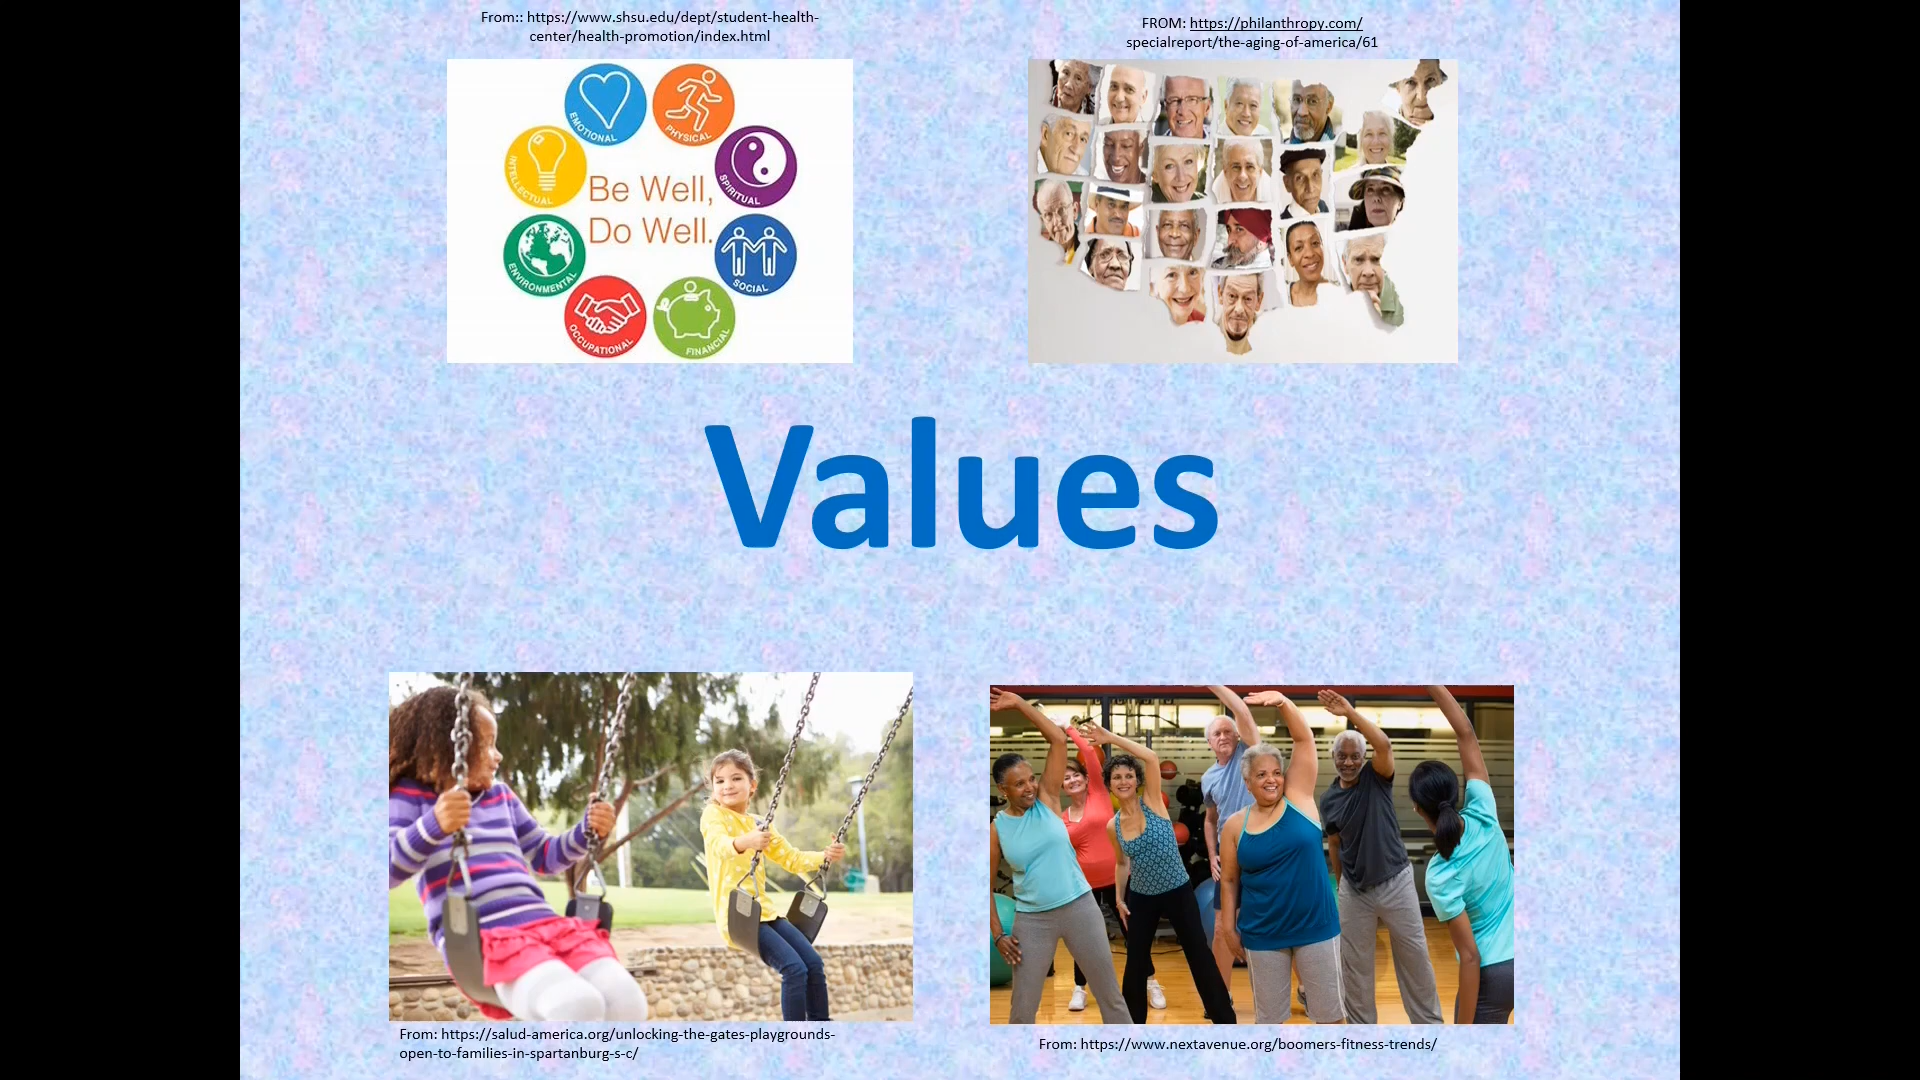 From:: https://www.shsu.edu/dept/student-health-
center/health-promotion/index.html
FROM: https://philanthropy.com/
specialreport/the-aging-of-america/61
EMOTIONAL
PHYSICAL
INTELLECTUAL
SPIRITUAL
Be Well,
Do Well.
ENVIRONMENTAL
SOCIAL
OCCUPATIONAL
FINANCIAL
Values
From: https://salud-america.org/unlocking-the-gates-playgrounds-
open-to-families-in-spartanburg-s-c/
From: https://www.nextavenue.org/boomers-fitness-trends/